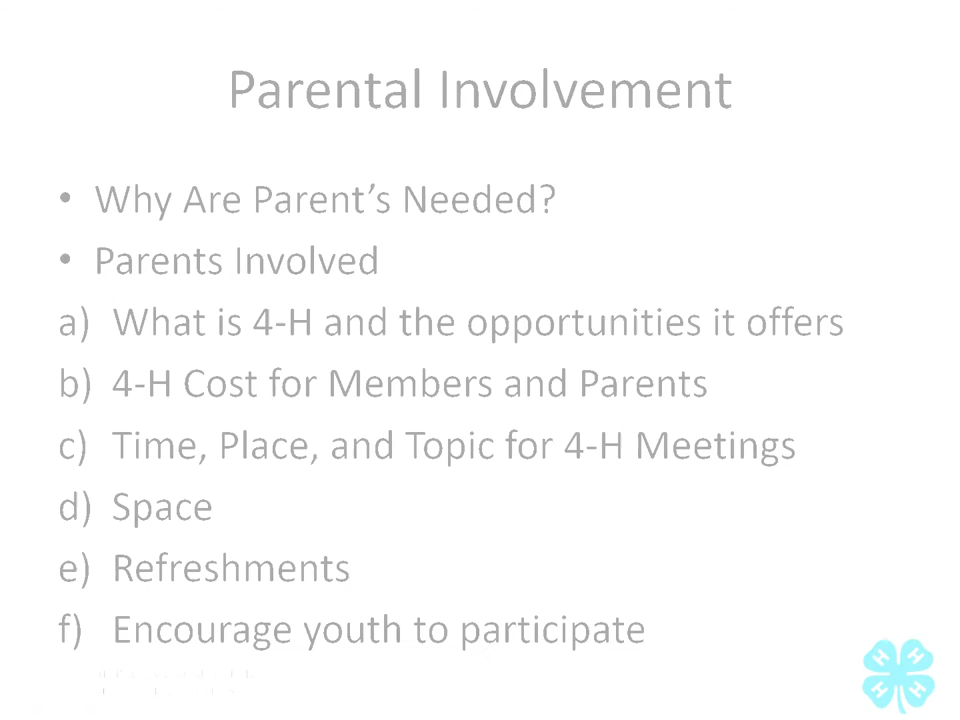 Parental Involvement
• Why Are Parent’s Needed?
• Parents Involved
a) What is 4-H and the opportunities it offers
b) 4-H Cost for Members and Parents
c) Time, Place, and Topic for 4-H Meetings
d) Space
e) Refreshments
f) Encourage youth to participate
H H
H H